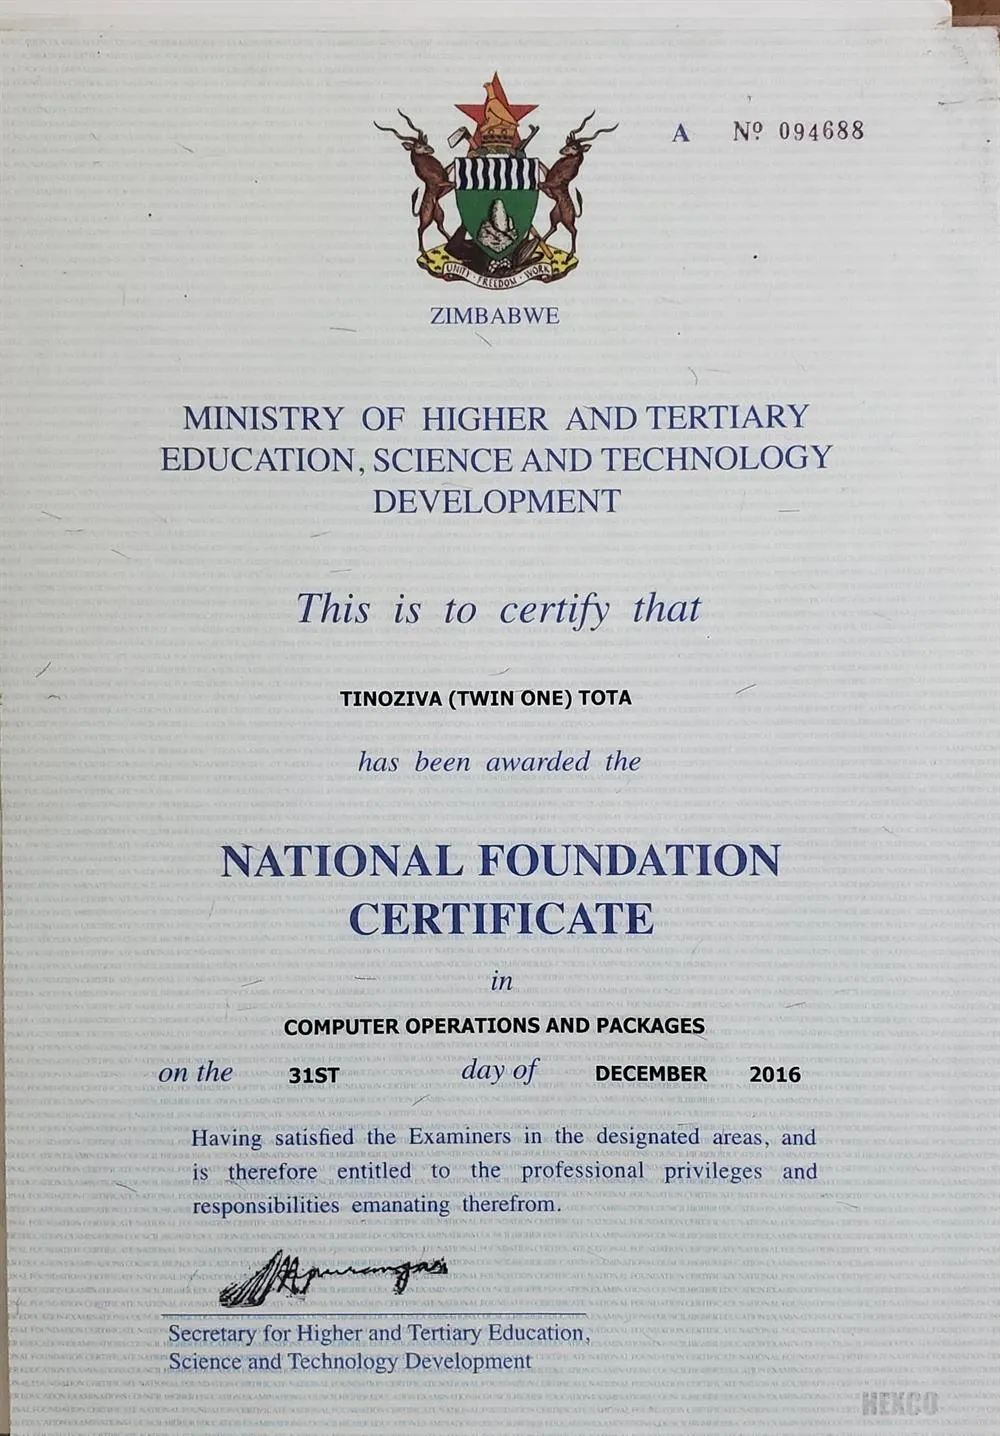 A Nº 094688
UNITY · FREEDOM · WORK
ZIMBABWE
MINISTRY OF HIGHER AND TERTIARY
EDUCATION, SCIENCE AND TECHNOLOGY
DEVELOPMENT
This is to certify that
TINOZIVA (TWIN ONE) TOTA
has been awarded the
NATIONAL FOUNDATION
CERTIFICATE
in
COMPUTER OPERATIONS AND PACKAGES
on the 31ST day of DECEMBER 2016
Having satisfied the Examiners in the designated areas, and
is therefore entitled to the professional privileges and
responsibilities emanating therefrom.
Secretary for Higher and Tertiary Education,
Science and Technology Development
HEXCO